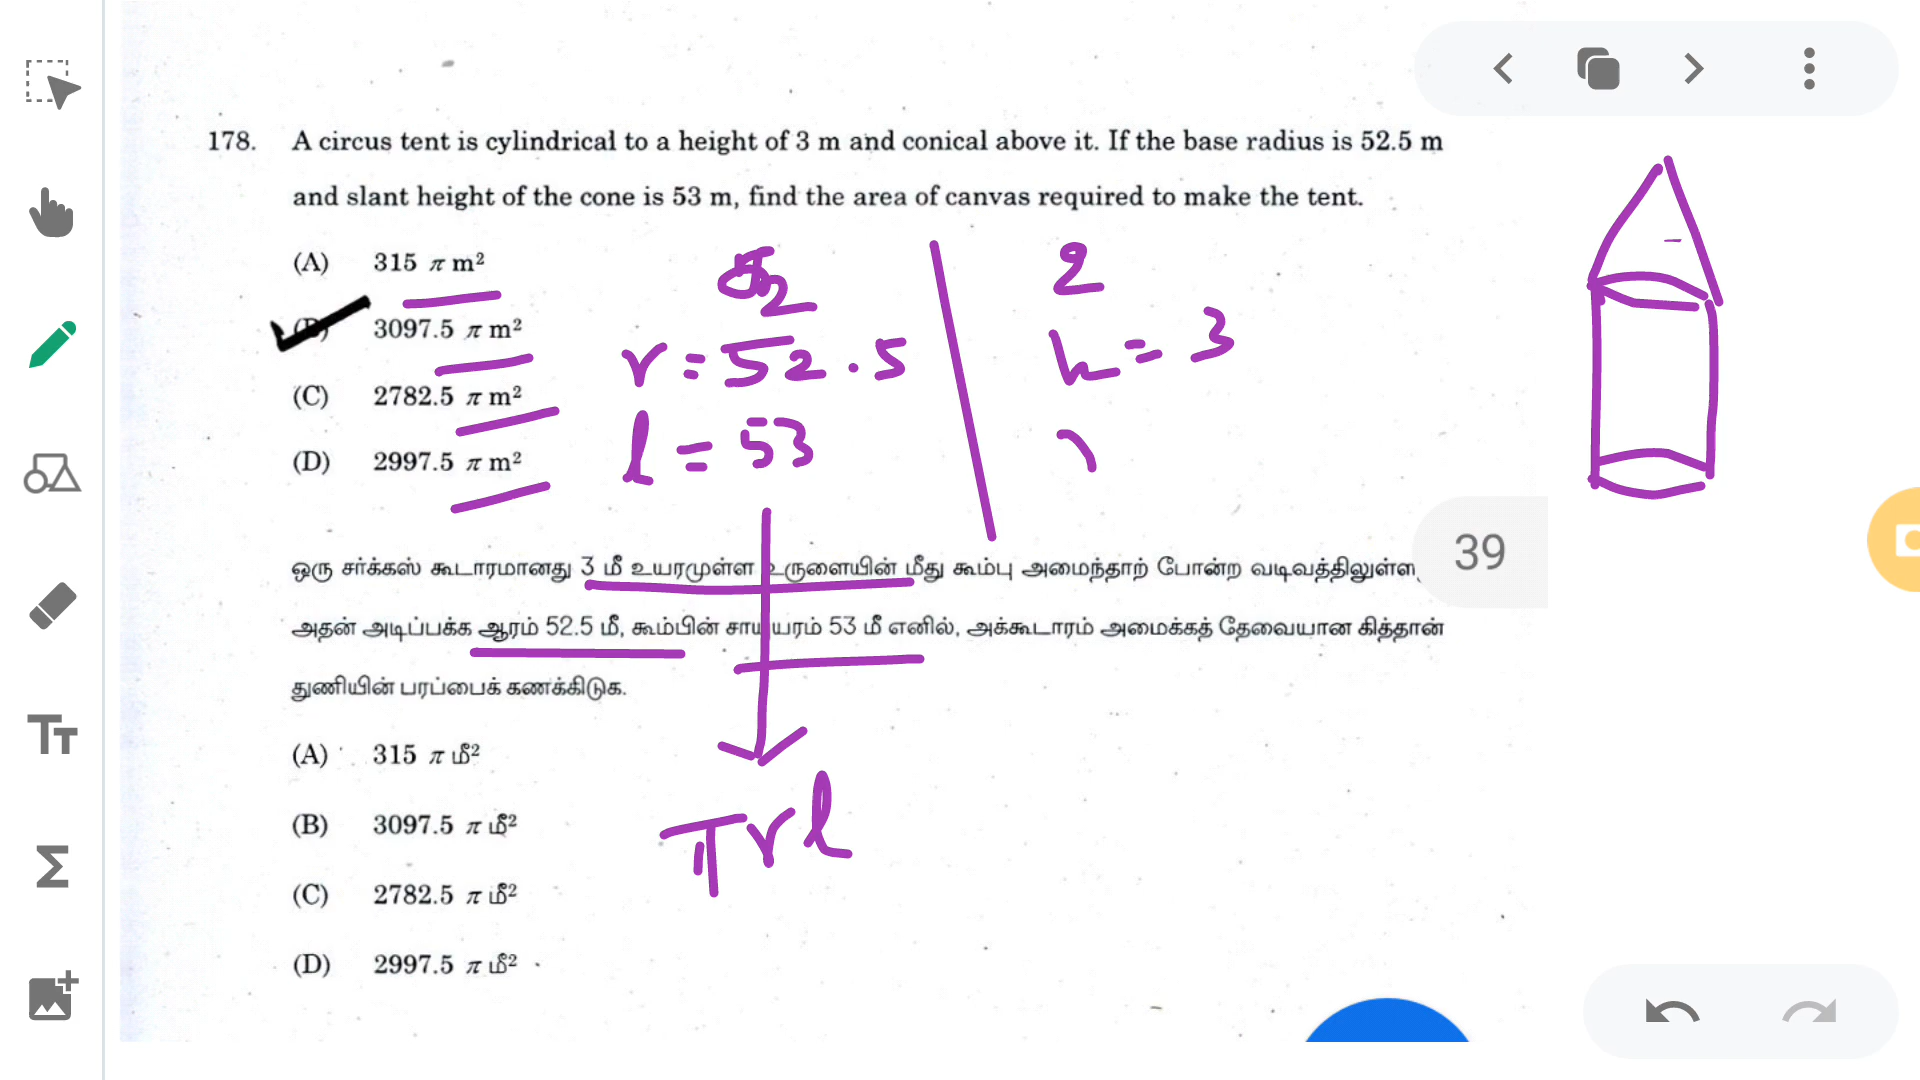 178. A circus tent is cylindrical to a height of 3 m and conical above it. If the base radius is 52.5 m
and slant height of the cone is 53 m, find the area of canvas required to make the tent.
(A) 315 π m²
(B) 3097.5 π m²
(C) 2782.5 π m²
(D) 2997.5 π m²
2
r = 52.5
h = 3
l = 53
39
ஒரு சர்க்கஸ் கூடாரமானது 3 மீ உயரமுள்ள உருளையின் மீது கூம்பு அமைந்தாற் போன்ற வடிவத்திலுள்ள
அதன் அடிப்பக்க ஆரம் 52.5 மீ, கூம்பின் சாயுயரம் 53 மீ எனில், அக்கூடாரம் அமைக்கத் தேவையான கித்தான்
துணியின் பரப்பைக் கணக்கிடுக.
(A) 315 π மீ²
(B) 3097.5 π மீ²
(C) 2782.5 π மீ²
(D) 2997.5 π மீ²
πrl